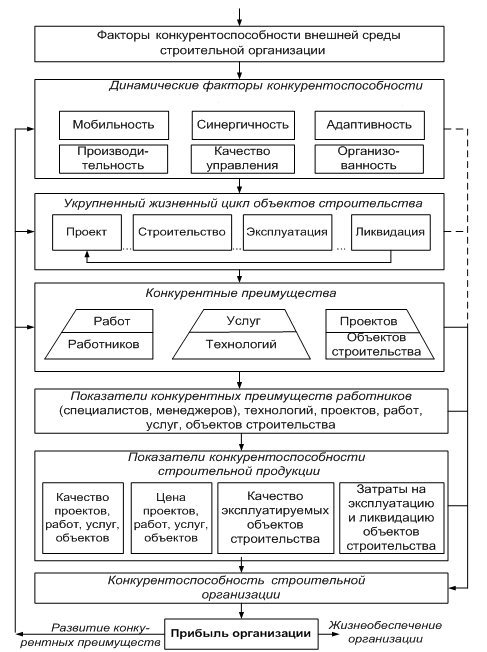 Факторы конкурентоспособности внешней среды
строительной организации
Динамические факторы конкурентоспособности
Мобильность
Синергичность
Адаптивность
Производи-
тельность
Качество
управления
Организо-
ванность
Укрупненный жизненный цикл объектов строительства
Проект
...
Строительство
...
Эксплуатация
...
Ликвидация
Конкурентные преимущества
Работ
Работников
Услуг
Технологий
Проектов
Объектов
строительства
Показатели конкурентных преимуществ работников
(специалистов, менеджеров), технологий, проектов, работ,
услуг, объектов строительства
Показатели конкурентоспособности
строительной продукции
Качество
проектов,
работ, услуг,
объектов
Цена
проектов,
работ, услуг,
объектов
Качество
эксплуатируемых
объектов
строительства
Затраты на
эксплуатацию
и ликвидацию
объектов
строительства
Конкурентоспособность строительной
организации
Развитие конку-
рентных преимуществ
Прибыль организации
Жизнеобеспечение
организации